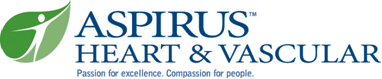 ASPIRUS™
HEART & VASCULAR
Passion for excellence. Compassion for people.